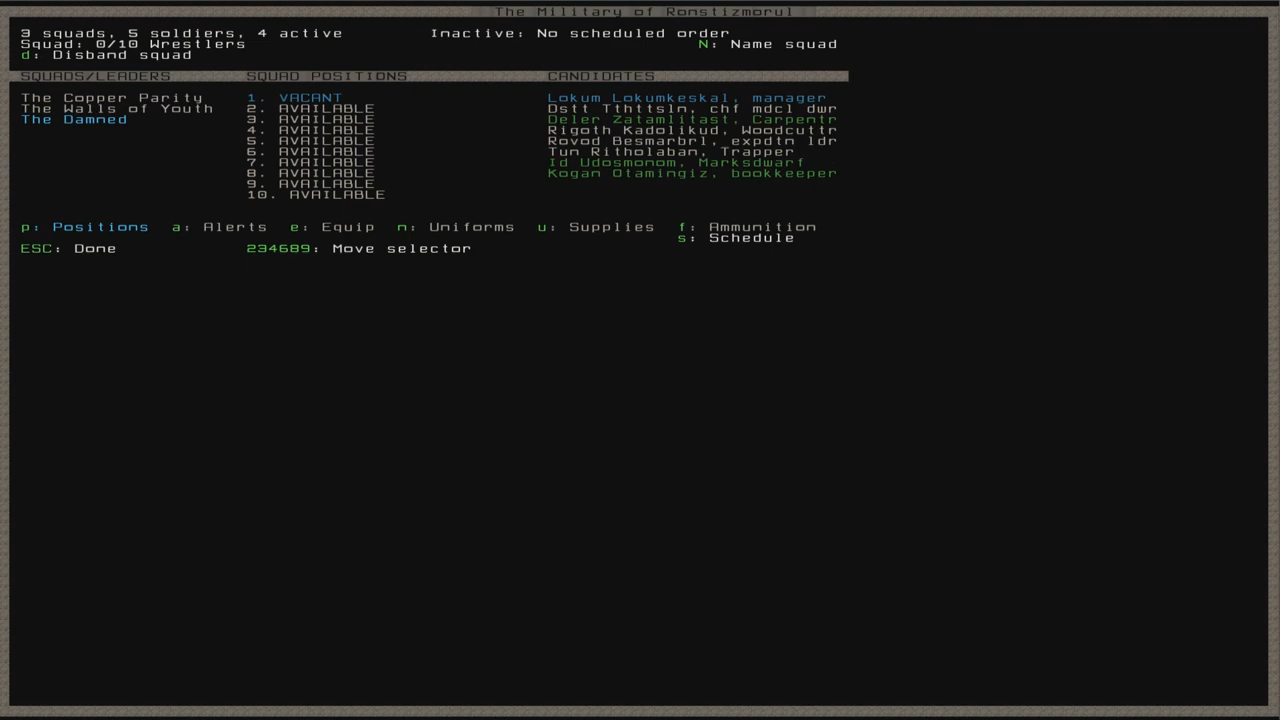 The Military of Ronstizmorul
3 squads, 5 soldiers, 4 active Inactive: No scheduled order
Squad: 0/10 Wrestlers N: Name squad
d: Disband squad
SQUADS/LEADERS SQUAD POSITIONS CANDIDATES
The Copper Parity 1. VACANT Lokum Lokumkeskal, manager
The Walls of Youth 2. AVAILABLE Dstt Tthttsln, chf mdcl dwr
The Damned 3. AVAILABLE Deler Zatamlitast, Carpentr
4. AVAILABLE Rigoth Kadolikud, Woodcuttr
5. AVAILABLE Rovod Besmarbrl, expdtn ldr
6. AVAILABLE Tun Ritholaban, Trapper
7. AVAILABLE Id Udosmonom, Marksdwarf
8. AVAILABLE Kogan Otamingiz, bookkeeper
9. AVAILABLE
10. AVAILABLE
p: Positions a: Alerts e: Equip n: Uniforms u: Supplies f: Ammunition
s: Schedule
ESC: Done 234689: Move selector